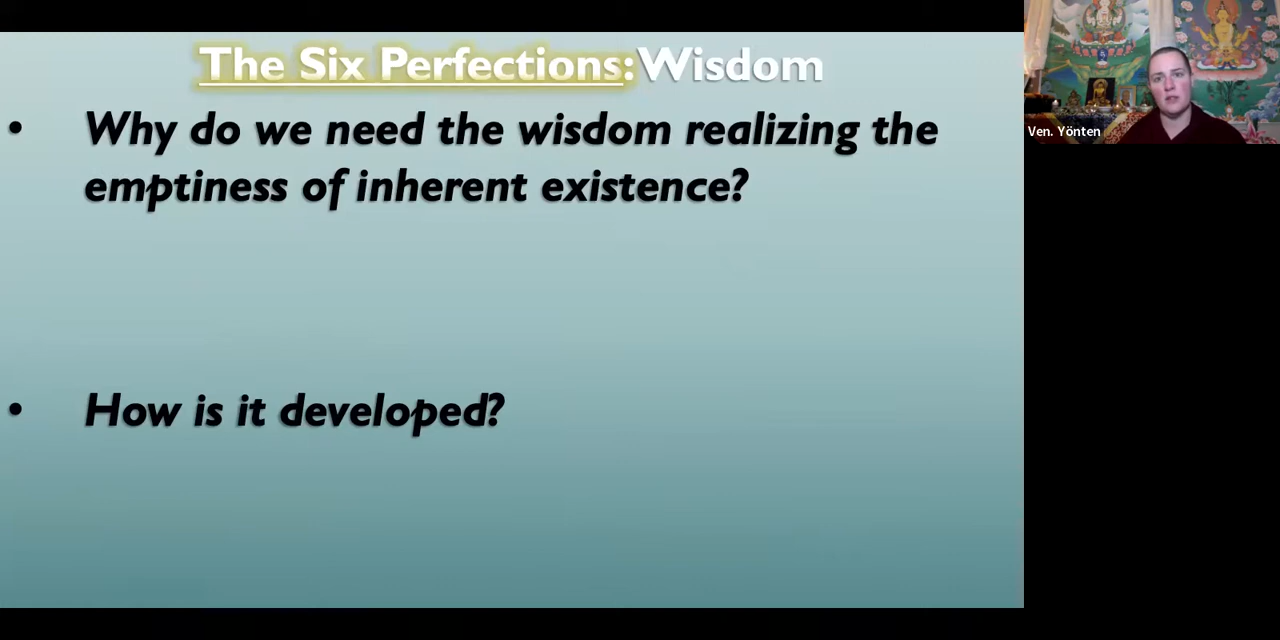 The Six Perfections: Wisdom
• Why do we need the wisdom realizing the
emptiness of inherent existence?
• How is it developed?
Ven. Yönten